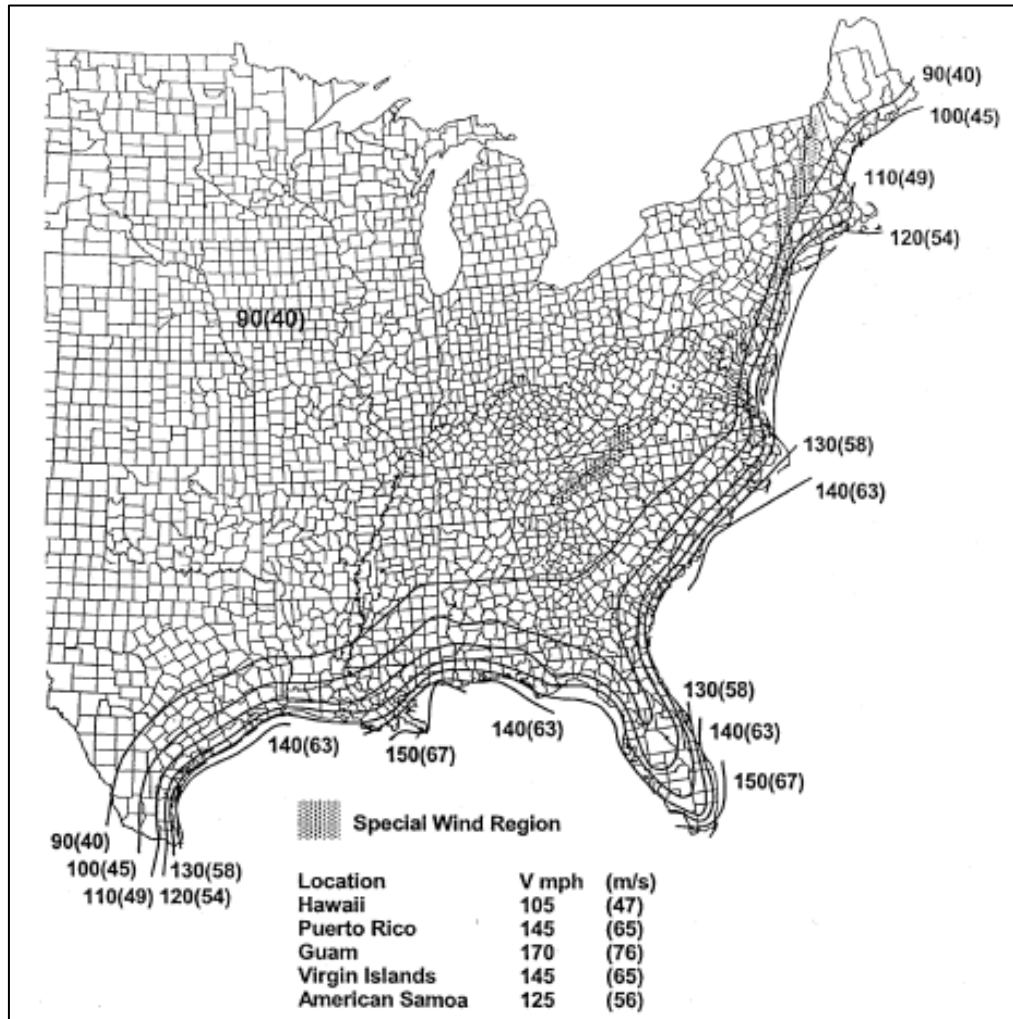 90(40)
100(45)
110(49)
120(54)
90(40)
130(58)
140(63)
130(58)
140(63)
140(63)
140(63)
150(67)
150(67)
Special Wind Region
90(40)
100(45)
130(58)
110(49)
120(54)
Location V mph (m/s)
Hawaii 105 (47)
Puerto Rico 145 (65)
Guam 170 (76)
Virgin Islands 145 (65)
American Samoa 125 (56)